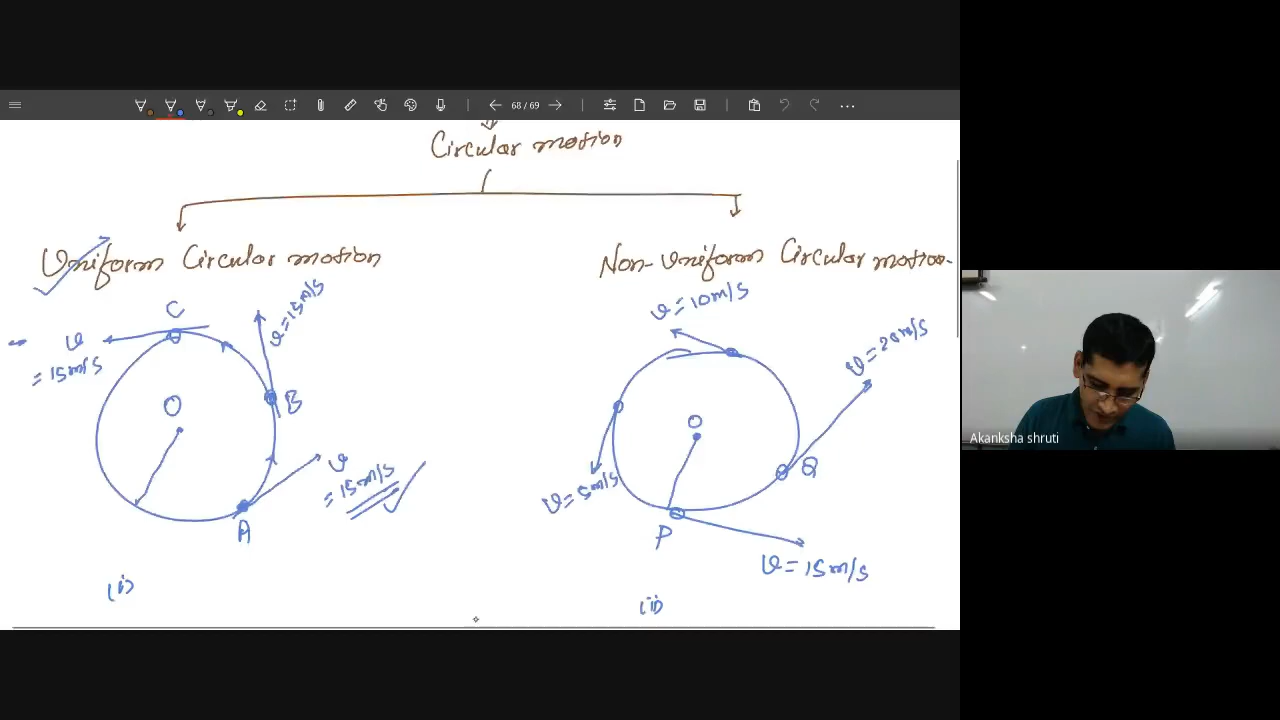 68 / 69
Circular motion
Uniform Circular motion
Non-Uniform Circular motion-
C
v
= 15m/s
v=15m/s
O
B
v
= 15m/s
A
(i)
v=10m/s
v=20m/s
O
Q
v=5m/s
P
v=15m/s
(ii)
Akanksha shruti